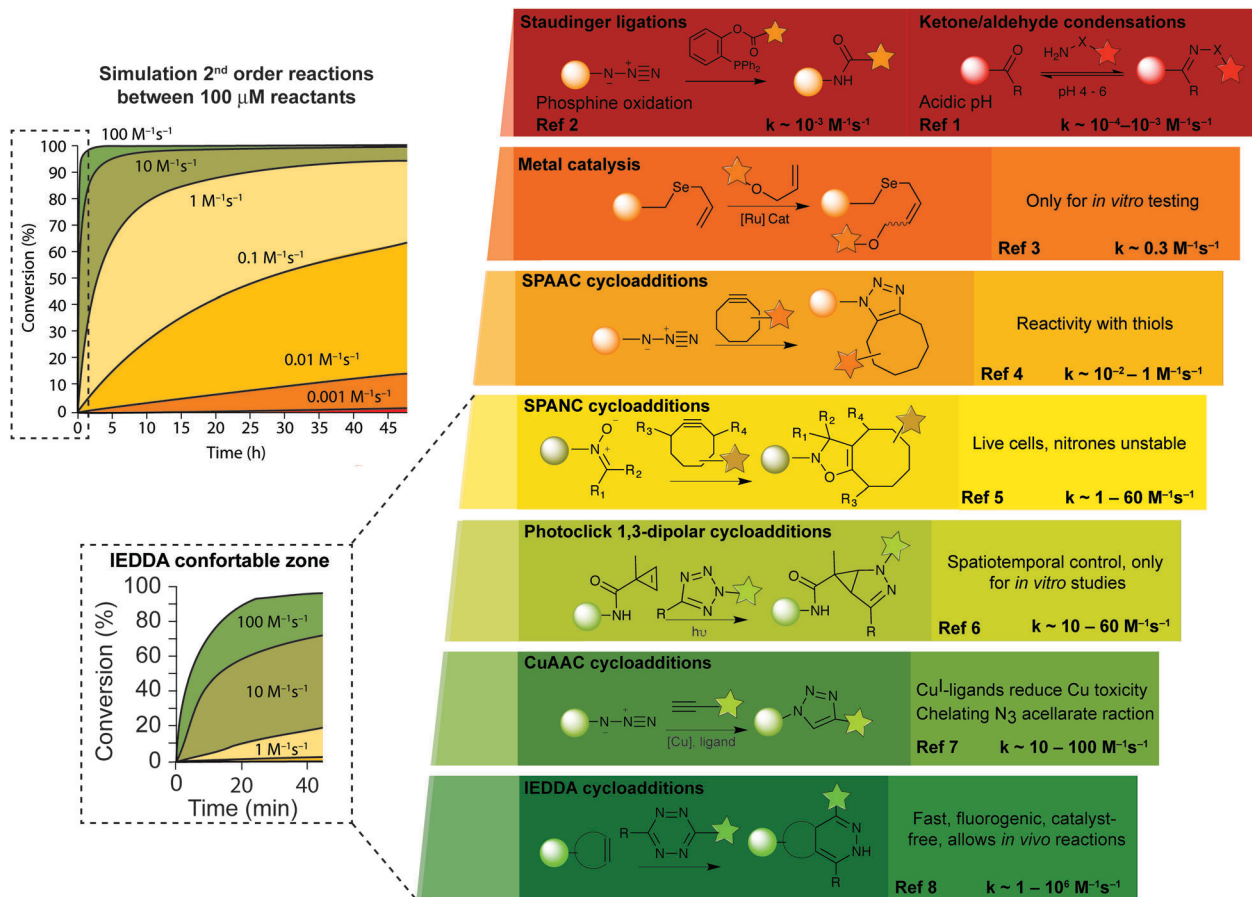 Simulation 2nd order reactions
between 100 μM reactants
100 M⁻¹s⁻¹
10 M⁻¹s⁻¹
1 M⁻¹s⁻¹
0.1 M⁻¹s⁻¹
0.01 M⁻¹s⁻¹
0.001 M⁻¹s⁻¹
Conversion (%)
100
90
80
70
60
50
40
30
20
10
0
0 5 10 15 20 25 30 35 40 45
Time (h)
IEDDA confortable zone
Conversion (%)
100
80
60
40
20
0
100 M⁻¹s⁻¹
10 M⁻¹s⁻¹
1 M⁻¹s⁻¹
0 20 40
Time (min)
Staudinger ligations
N N N
− +
O
O
PPh2
O
NH
Phosphine oxidation
Ref 2 k ~ 10⁻³ M⁻¹s⁻¹
Ketone/aldehyde condensations
O
R
H2N X
pH 4 - 6
N X
R
Acidic pH
Ref 1 k ~ 10⁻⁴–10⁻³ M⁻¹s⁻¹
Metal catalysis
Se
O
[Ru] Cat
Se
O
Only for in vitro testing
Ref 3 k ~ 0.3 M⁻¹s⁻¹
SPAAC cycloadditions
N N N
− +
N N
N
Reactivity with thiols
Ref 4 k ~ 10⁻² – 1 M⁻¹s⁻¹
SPANC cycloadditions
O −
N +
R2
R1
R3 R4
R2 R4
R1
N
O
R3
Live cells, nitrones unstable
Ref 5 k ~ 1 – 60 M⁻¹s⁻¹
Photoclick 1,3-dipolar cycloadditions
O
NH
N N
N N
R
hυ
O
NH
N
N
R
Spatiotemporal control, only
for in vitro studies
Ref 6 k ~ 10 – 60 M⁻¹s⁻¹
CuAAC cycloadditions
N N N
− +
[Cu], ligand
N N
N
Cuᴵ-ligands reduce Cu toxicity
Chelating N3 acellarate raction
Ref 7 k ~ 10 – 100 M⁻¹s⁻¹
IEDDA cycloadditions
R
N N
N N
N
NH
R
Fast, fluorogenic, catalyst-
free, allows in vivo reactions
Ref 8 k ~ 1 – 10⁶ M⁻¹s⁻¹